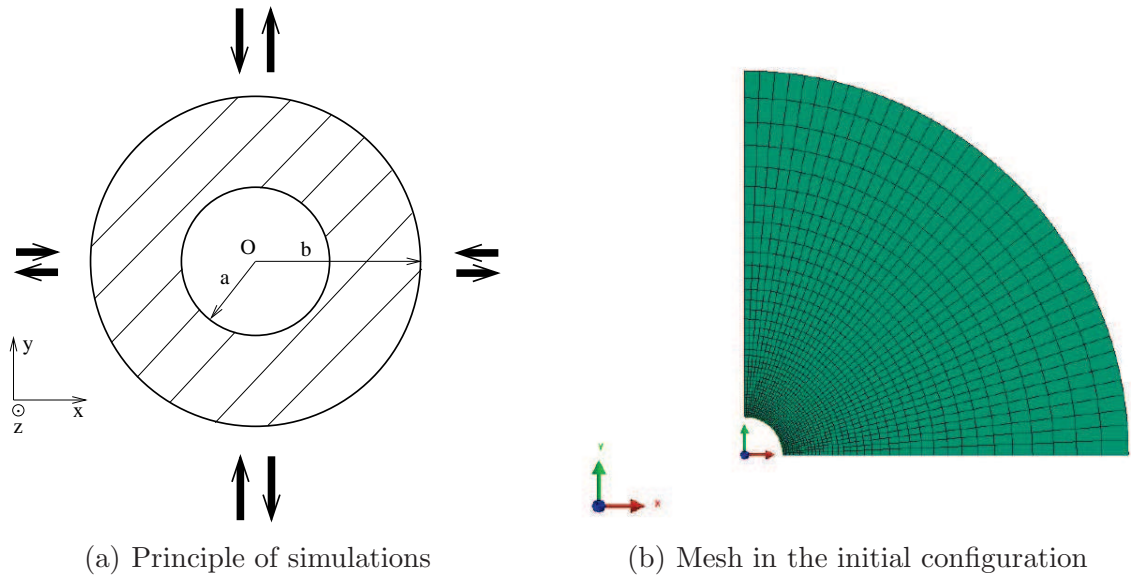 O
b
a
y
x
z
Y
X
(a) Principle of simulations
(b) Mesh in the initial configuration